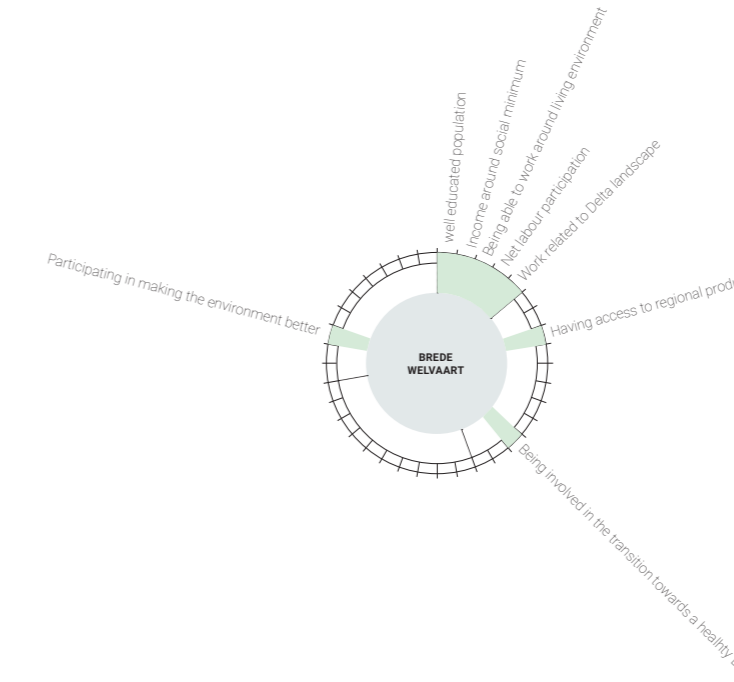 well educated population
Income around social minimum
Being able to work around living environment
Net labour participation
Work related to Delta landscape
Having access to regional
Being involved in the transition towards a healhty
Participating in making the environment better
BREDE
WELVAART